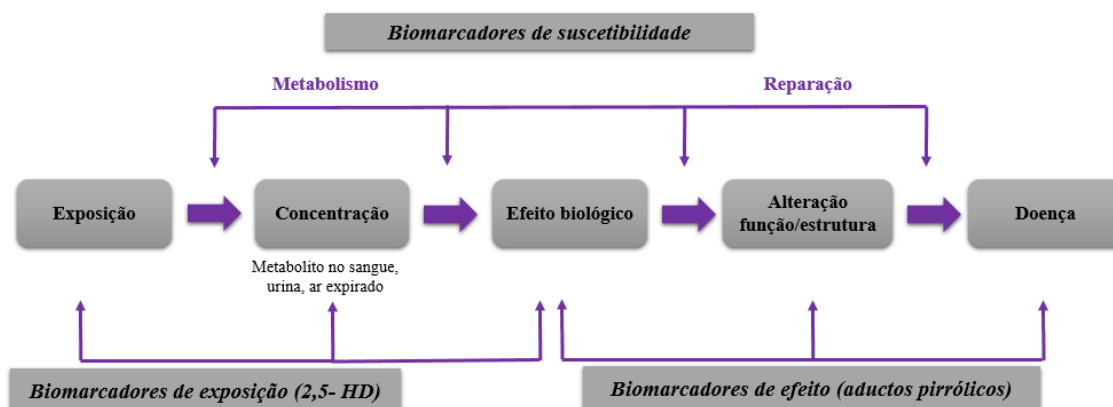 Biomarcadores de suscetibilidade
Metabolismo
Reparação
Exposição
Concentração
Efeito biológico
Alteração
função/estrutura
Doença
Metabolito no sangue,
urina, ar expirado
Biomarcadores de exposição (2,5- HD)
Biomarcadores de efeito (aductos pirrólicos)